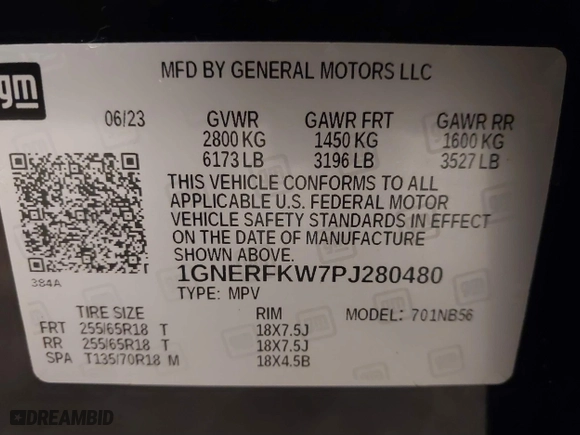 gm
MFD BY GENERAL MOTORS LLC
06/23 GVWR GAWR FRT GAWR RR
2800 KG 1450 KG 1600 KG
6173 LB 3196 LB 3527 LB
THIS VEHICLE CONFORMS TO ALL
APPLICABLE U.S. FEDERAL MOTOR
VEHICLE SAFETY STANDARDS IN EFFECT
ON THE DATE OF MANUFACTURE
SHOWN ABOVE.
384A
1GNERFKW7PJ280480
TYPE: MPV
TIRE SIZE RIM MODEL: 701NB56
FRT 255/65R18 T 18X7.5J
RR 255/65R18 T 18X7.5J
SPA T135/70R18 M 18X4.5B
DREAMBID